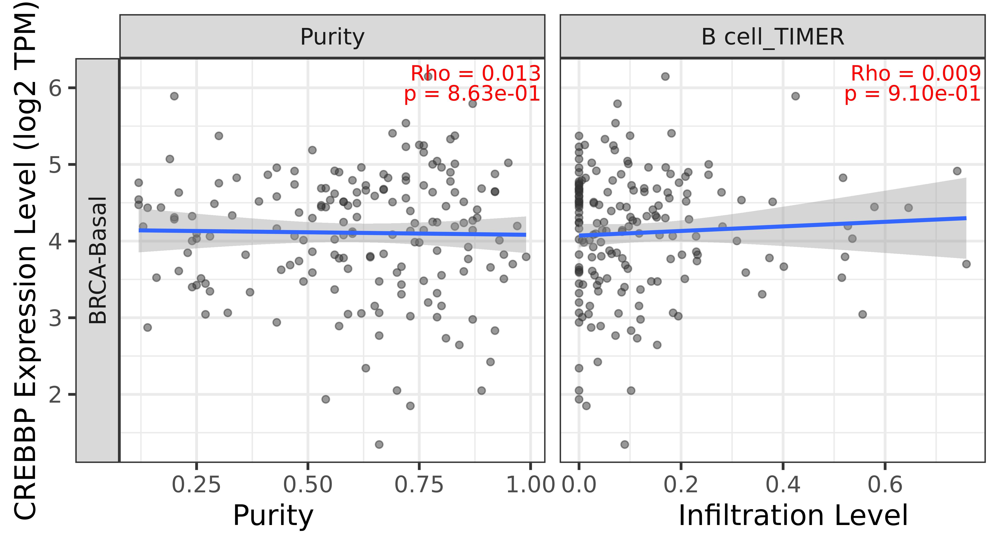 CREBBP Expression Level (log2 TPM)
Purity
B cell_TIMER
BRCA-Basal
Rho = 0.013
p = 8.63e-01
Rho = 0.009
p = 9.10e-01
6
5
4
3
2
0.25 0.50 0.75 1.00
0.0 0.2 0.4 0.6
Purity
Infiltration Level